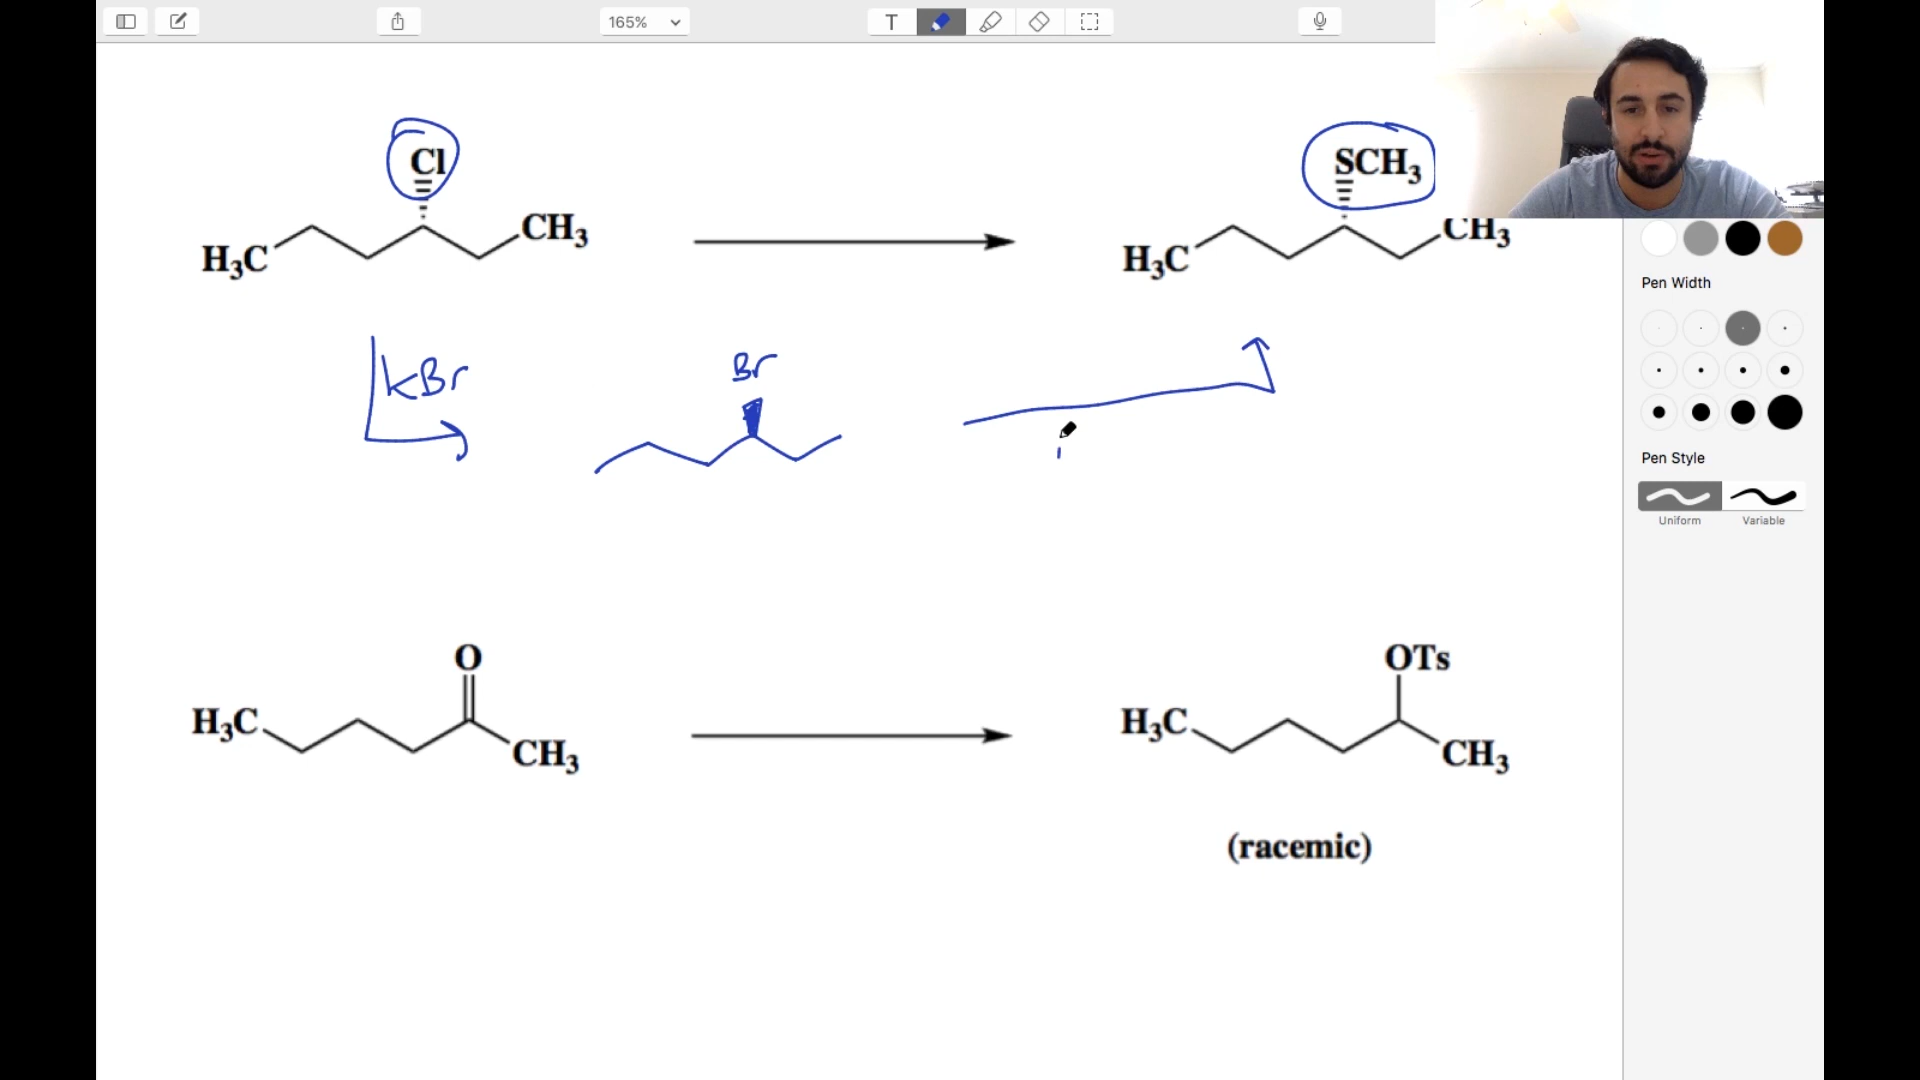 165%
T
Cl
SCH3
H3C CH3
H3C CH3
Pen Width
kBr
Br
Pen Style
Uniform Variable
O
OTs
H3C CH3
H3C CH3
(racemic)